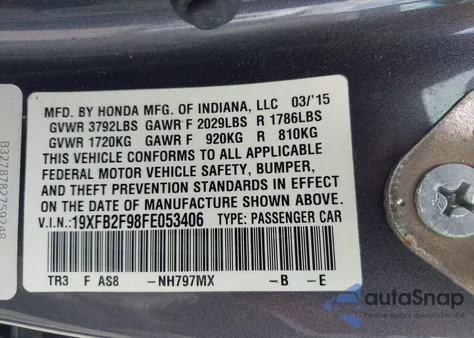 MFD. BY HONDA MFG. OF INDIANA, LLC 03/'15
GVWR 3792LBS GAWR F 2029LBS R 1786LBS
GVWR 1720KG GAWR F 920KG R 810KG
THIS VEHICLE CONFORMS TO ALL APPLICABLE
FEDERAL MOTOR VEHICLE SAFETY, BUMPER,
AND THEFT PREVENTION STANDARDS IN EFFECT
ON THE DATE OF MANUFACTURE SHOWN ABOVE.
V.I.N:19XFB2F98FE053406 TYPE: PASSENGER CAR
TR3 F AS8 -NH797MX -B -E
B3278782759248
autaSnap